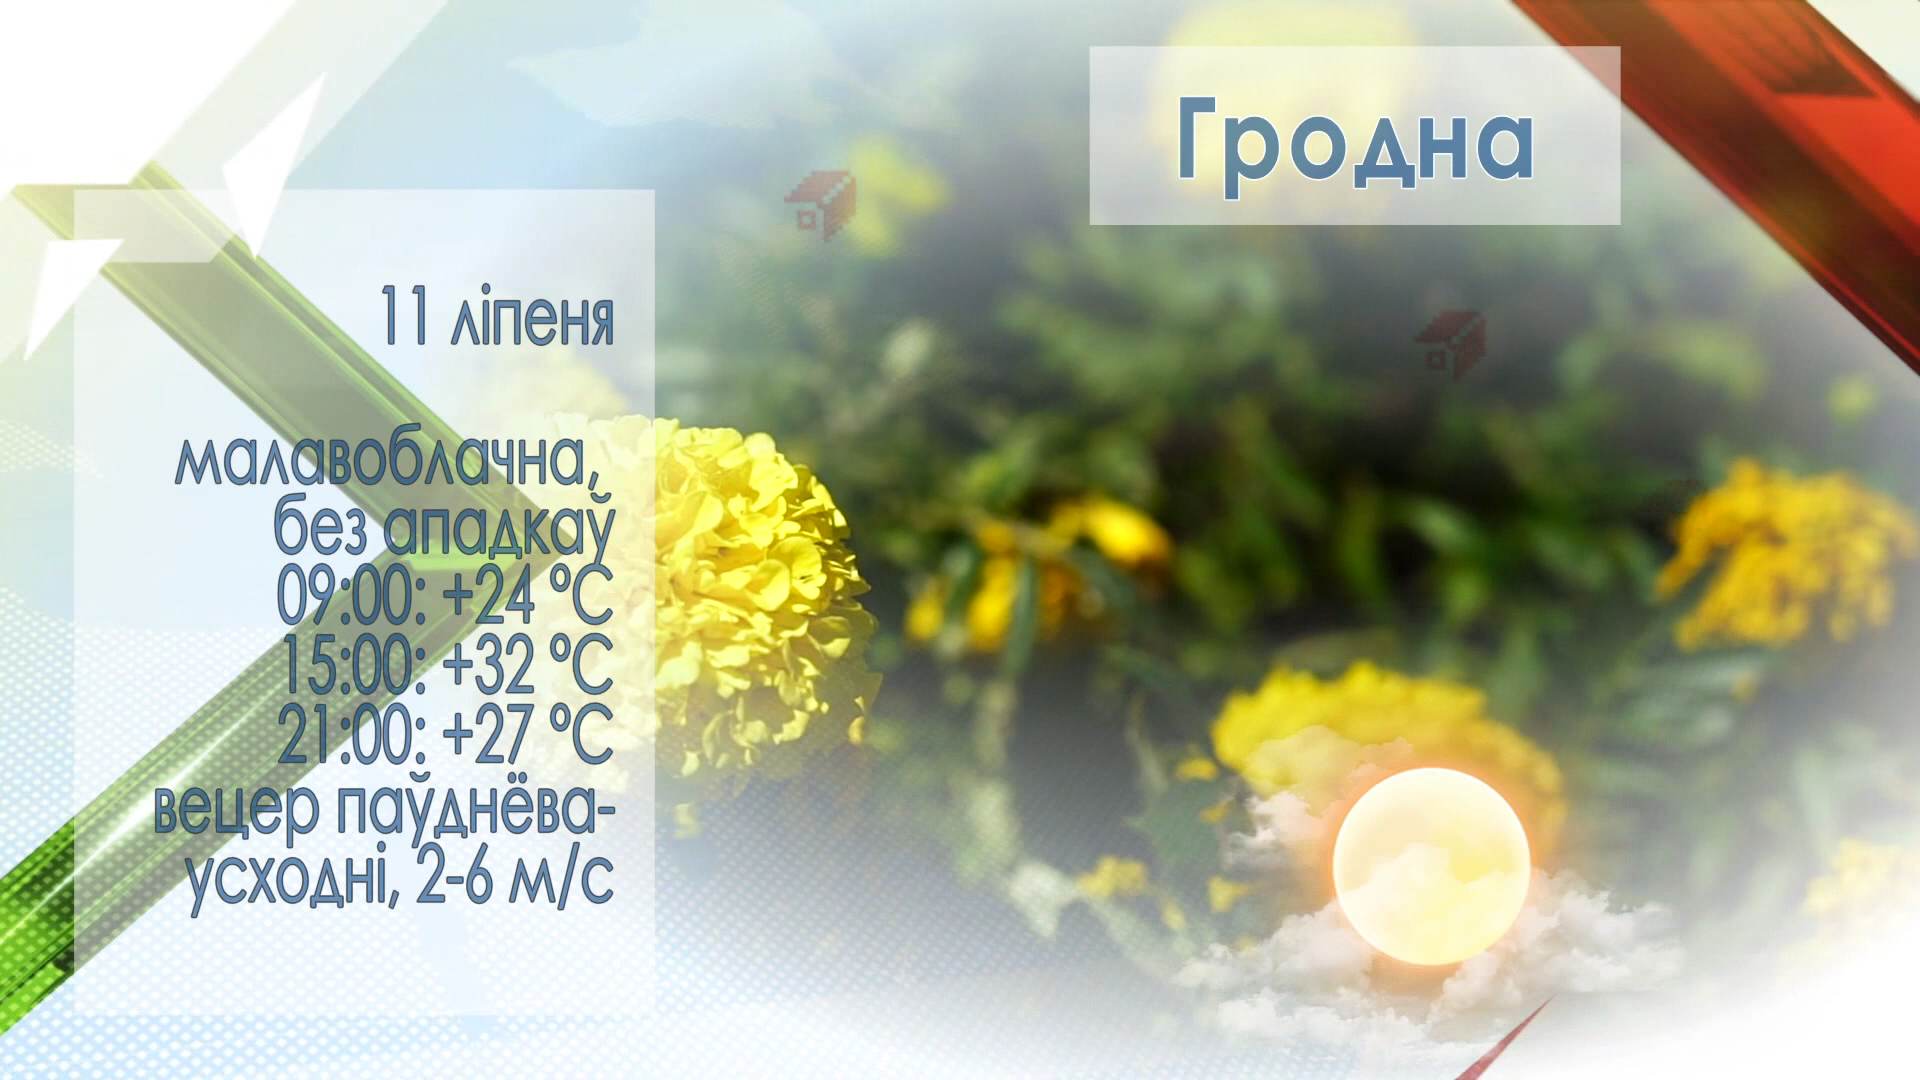 Гродна
11 ліпеня
малавоблачна,
без ападкаў
09:00: +24 °C
15:00: +32 °C
21:00: +27 °C
вецер паўднёва-
усходні, 2-6 м/с